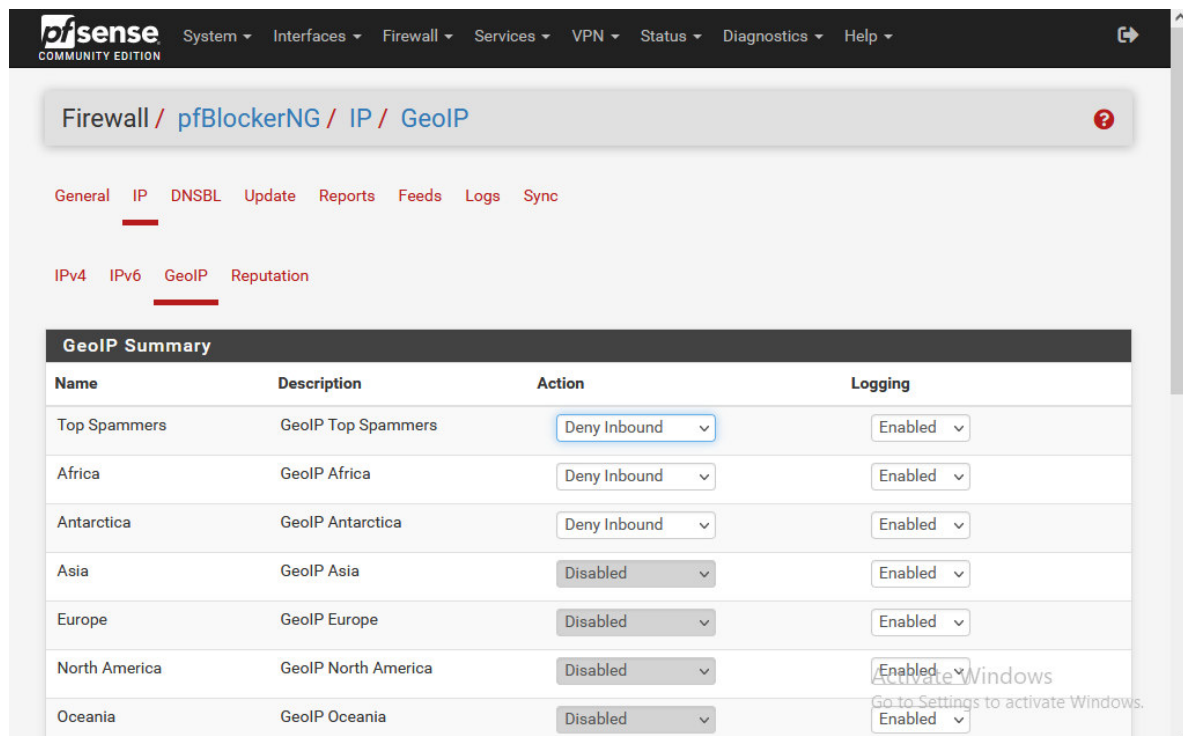 pfsense System Interfaces Firewall Services VPN Status Diagnostics Help
COMMUNITY EDITION
Firewall / pfBlockerNG / IP / GeoIP
General IP DNSBL Update Reports Feeds Logs Sync
IPv4 IPv6 GeoIP Reputation
GeoIP Summary
Name Description Action Logging
Top Spammers GeoIP Top Spammers Deny Inbound Enabled
Africa GeoIP Africa Deny Inbound Enabled
Antarctica GeoIP Antarctica Deny Inbound Enabled
Asia GeoIP Asia Disabled Enabled
Europe GeoIP Europe Disabled Enabled
North America GeoIP North America Disabled Enabled
Activate Windows
Go to Settings to activate Windows.
Oceania GeoIP Oceania Disabled Enabled